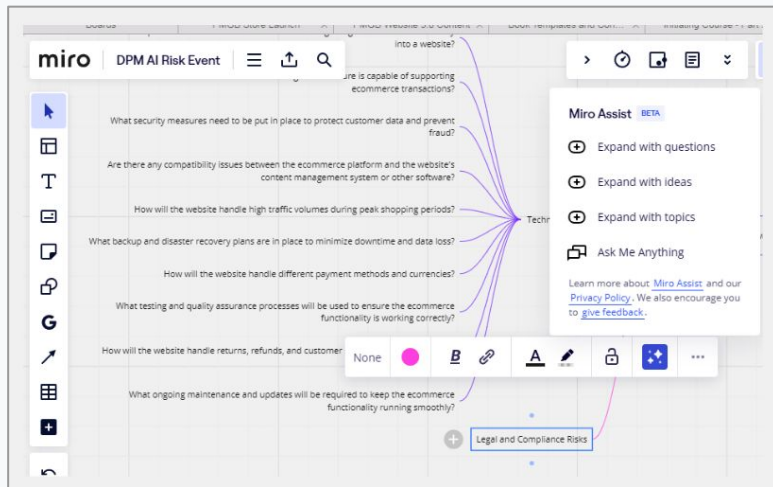 Boards
PMOB Store Launch
PMOB Website 3.0 Content
Book Templates and Con...
Initiating Course - Part
into a website?
miro
DPM AI Risk Event
is capable of supporting
ecommerce transactions?
What security measures need to be put in place to protect customer data and prevent
fraud?
Are there any compatibility issues between the ecommerce platform and the website's
content management system or other software?
How will the website handle high traffic volumes during peak shopping periods?
What backup and disaster recovery plans are in place to minimize downtime and data loss?
How will the website handle different payment methods and currencies?
What testing and quality assurance processes will be used to ensure the ecommerce
functionality is working correctly?
How will the website handle returns, refunds, and customer
What ongoing maintenance and updates will be required to keep the ecommerce
functionality running smoothly?
Techn
Miro Assist BETA
Expand with questions
Expand with ideas
Expand with topics
Ask Me Anything
Learn more about Miro Assist and our
Privacy Policy. We also encourage you
to give feedback.
None
B
A
Legal and Compliance Risks
T
G